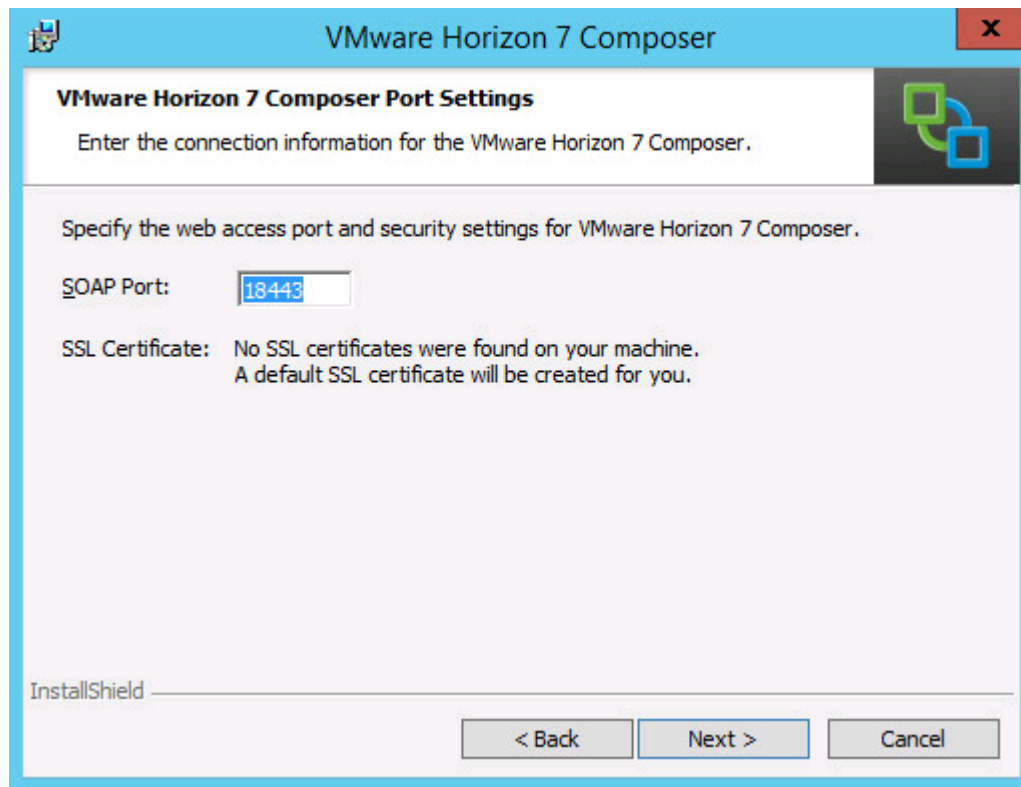 VMware Horizon 7 Composer
x
VMware Horizon 7 Composer Port Settings
Enter the connection information for the VMware Horizon 7 Composer.
Specify the web access port and security settings for VMware Horizon 7 Composer.
SOAP Port: 18443
SSL Certificate: No SSL certificates were found on your machine.
A default SSL certificate will be created for you.
InstallShield
< Back Next > Cancel